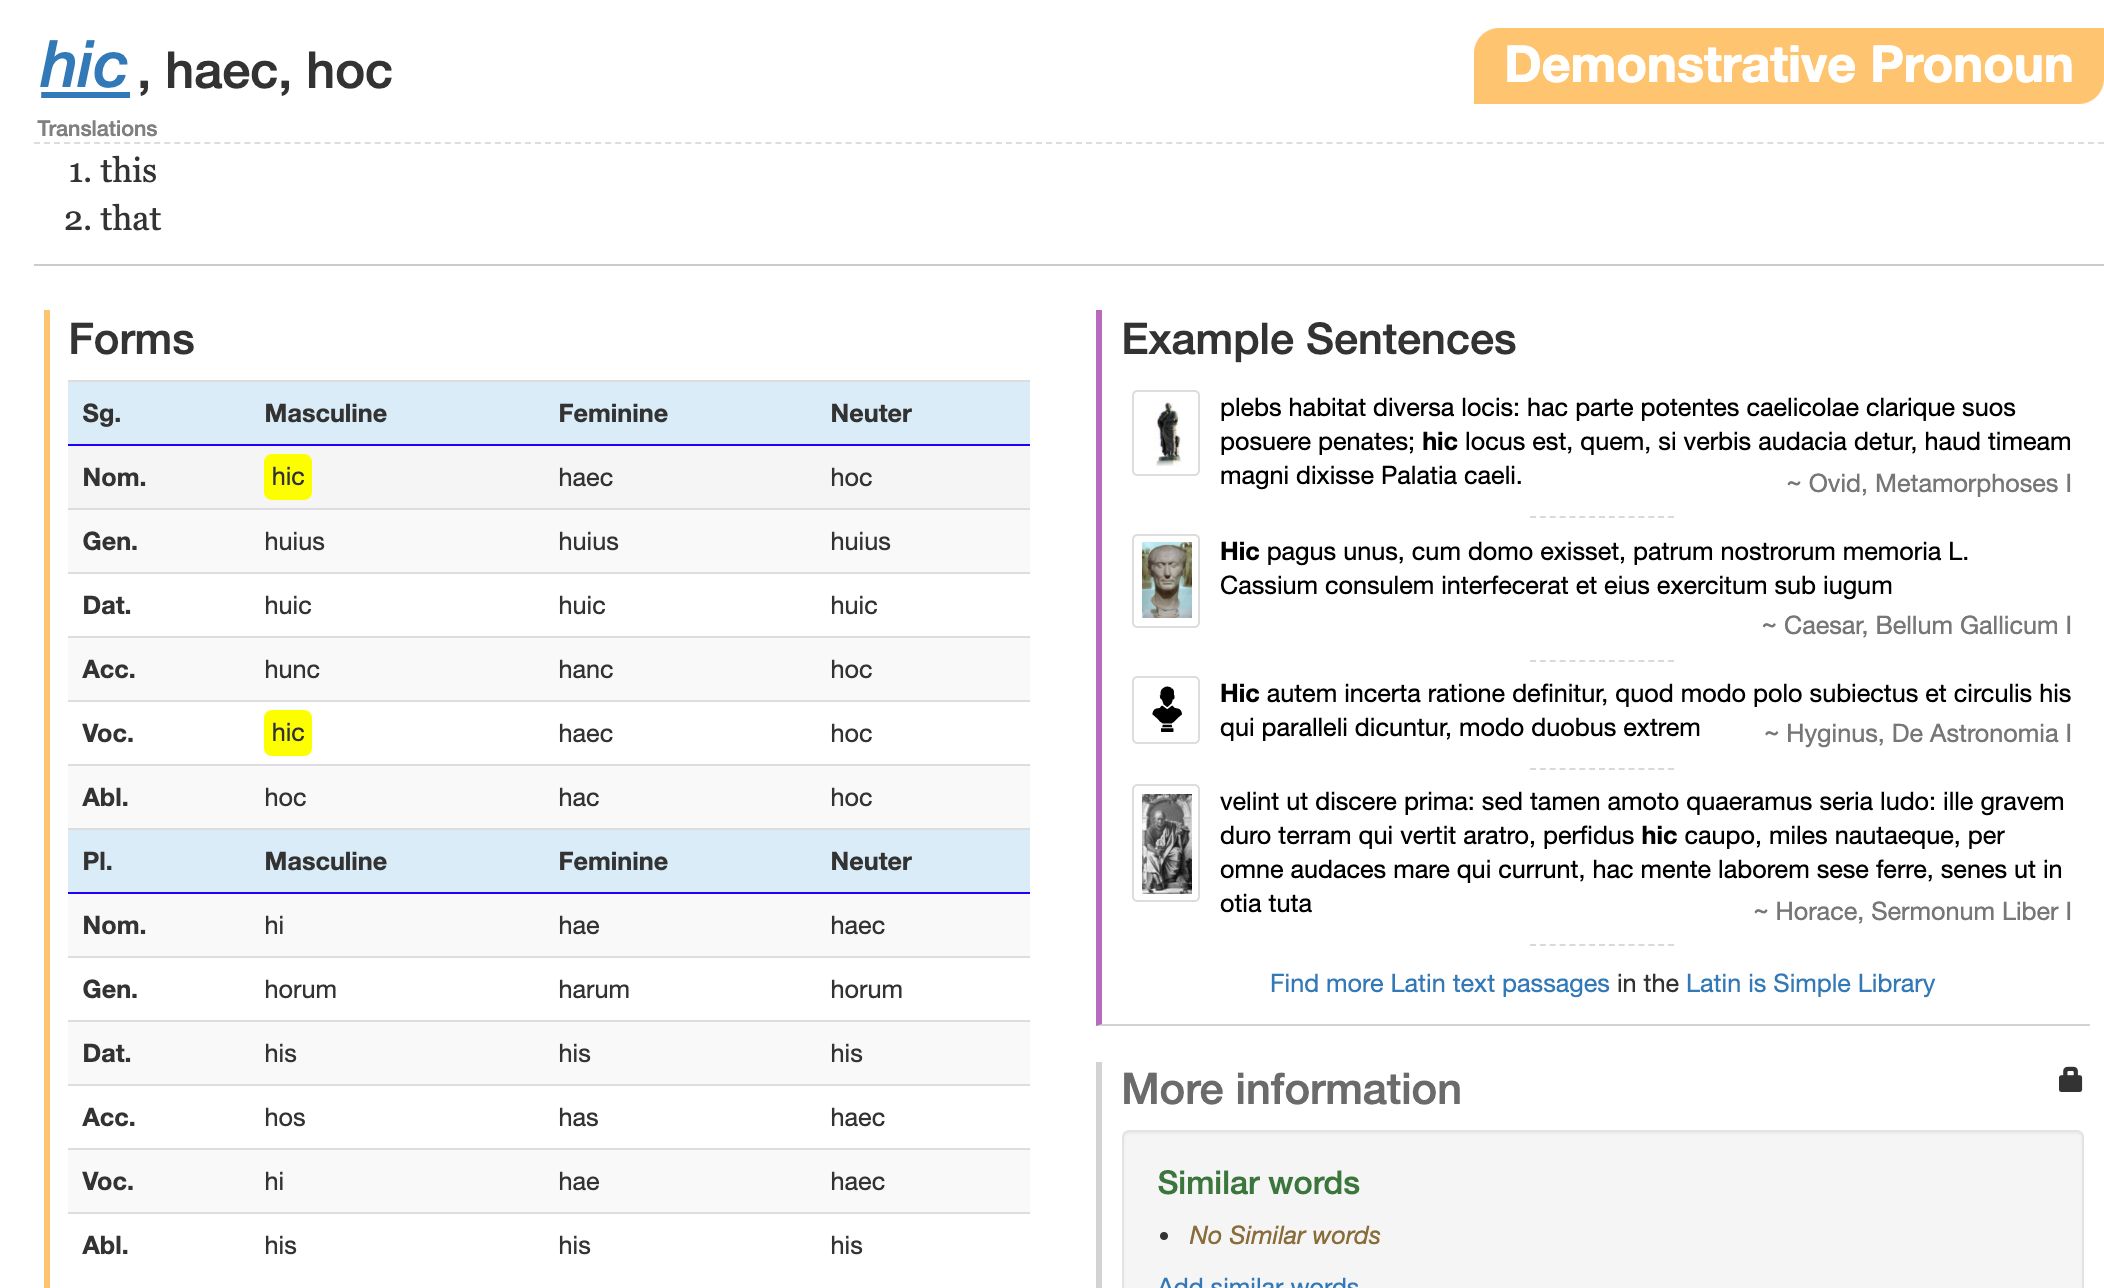 hic, haec, hoc
Demonstrative Pronoun
Translations
1. this
2. that
Forms
Sg. Masculine Feminine Neuter
Nom. hic haec hoc
Gen. huius huius huius
Dat. huic huic huic
Acc. hunc hanc hoc
Voc. hic haec hoc
Abl. hoc hac hoc
Pl. Masculine Feminine Neuter
Nom. hi hae haec
Gen. horum harum horum
Dat. his his his
Acc. hos has haec
Voc. hi hae haec
Abl. his his his
Example Sentences
plebs habitat diversa locis: hac parte potentes caelicolae clarique suos
posuere penates; hic locus est, quem, si verbis audacia detur, haud timeam
magni dixisse Palatia caeli.
~ Ovid, Metamorphoses I
Hic pagus unus, cum domo exisset, patrum nostrorum memoria L.
Cassium consulem interfecerat et eius exercitum sub iugum
~ Caesar, Bellum Gallicum I
Hic autem incerta ratione definitur, quod modo polo subiectus et circulis his
qui paralleli dicuntur, modo duobus extrem
~ Hyginus, De Astronomia I
velint ut discere prima: sed tamen amoto quaeramus seria ludo: ille gravem
duro terram qui vertit aratro, perfidus hic caupo, miles nautaeque, per
omne audaces mare qui currunt, hac mente laborem sese ferre, senes ut in
otia tuta
~ Horace, Sermonum Liber I
Find more Latin text passages in the Latin is Simple Library
More information
Similar words
• No Similar words
Add similar words